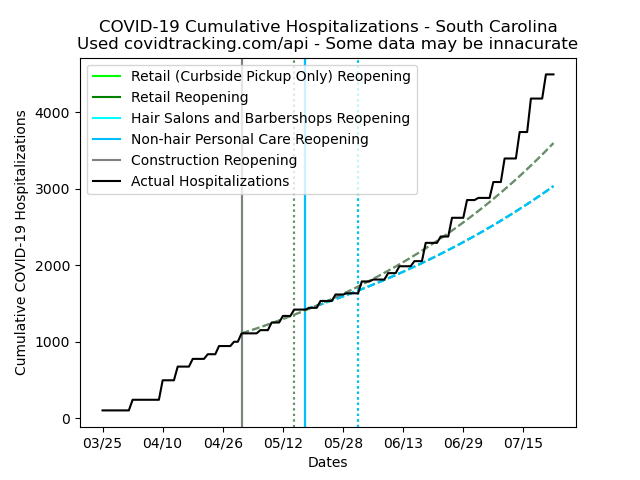 COVID-19 Cumulative Hospitalizations - South Carolina
Used covidtracking.com/api - Some data may be innacurate
Cumulative COVID-19 Hospitalizations
4000
3000
2000
1000
0
Retail (Curbside Pickup Only) Reopening
Retail Reopening
Hair Salons and Barbershops Reopening
Non-hair Personal Care Reopening
Construction Reopening
Actual Hospitalizations
03/25 04/10 04/26 05/12 05/28 06/13 06/29 07/15
Dates